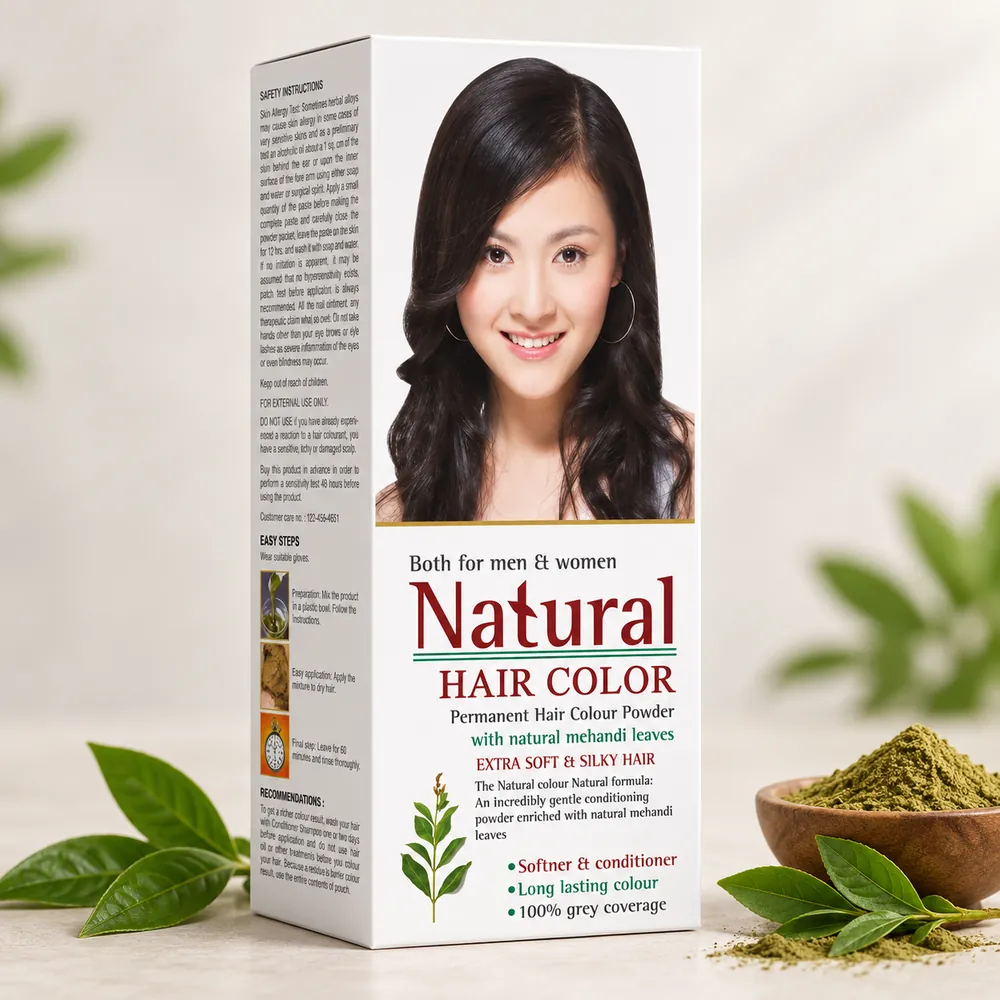 SAFETY INSTRUCTIONS
Skin Allergy Test: Sometimes herbal alloys
may cause skin allergy in some cases of
very sensitive skins and as a preliminary
test an alcoholic oil about a 1 sq. cm of the
skin behind the ear or upon the inner
surface of the fore arm using either soap
and water or surgical spirit. Apply a small
quantity of the paste before making the
complete paste and carefully close the
powder packet, leave the paste on the skin
for 12 hrs. and wash it with soap and water.
If no irritation is apparent, it may be
assumed that no hypersensitivity exists,
patch test before application is always
recommended. All the nail ointment any
therapeutic claim what so over. Do not take
hands other than your eye brows or eye
lashes as severe inflammation of the eyes
or even blindness may occur.
Keep out of reach of children.
FOR EXTERNAL USE ONLY.
DO NOT USE if you have already experi-
enced a reaction to a hair colourant, you
have a sensitive, itchy or damaged scalp.
Buy this product in advance in order to
perform a sensitivity test 48 hours before
using the product.
Customer care no. : 122-456-4651
EASY STEPS
Wear suitable gloves.
Preparation: Mix the product
in a plastic bowl. Follow the
instructions.
Easy application: Apply the
mixture to dry hair.
Final step: Leave for 60
minutes and rinse thoroughly.
RECOMMENDATIONS :
To get a richer colour result, wash your hair
with Conditioner Shampoo one or two days
before application and do not use hair
oil or other treatments before you colour
your hair. Because a residue is barrier colour
result, use the entire contents of pouch.
Both for men & women
Natural
HAIR COLOR
Permanent Hair Colour Powder
with natural mehandi leaves
EXTRA SOFT & SILKY HAIR
The Natural colour Natural formula:
An incredibly gentle conditioning
powder enriched with natural mehandi
leaves
• Softner & conditioner
• Long lasting colour
• 100% grey coverage